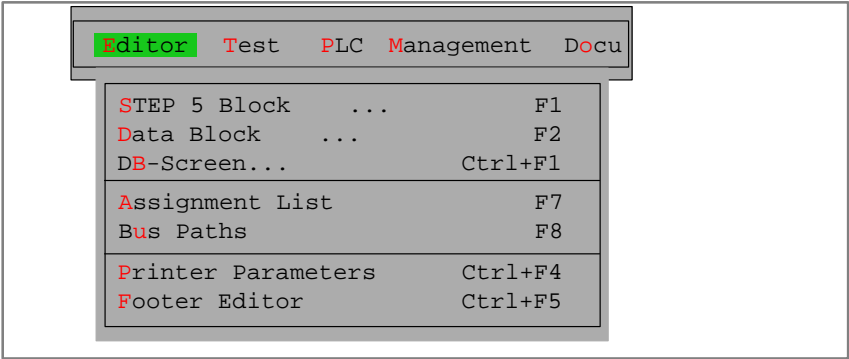 Editor Test PLC Management Docu
STEP 5 Block ... F1
Data Block ... F2
DB-Screen... Ctrl+F1
Assignment List F7
Bus Paths F8
Printer Parameters Ctrl+F4
Footer Editor Ctrl+F5